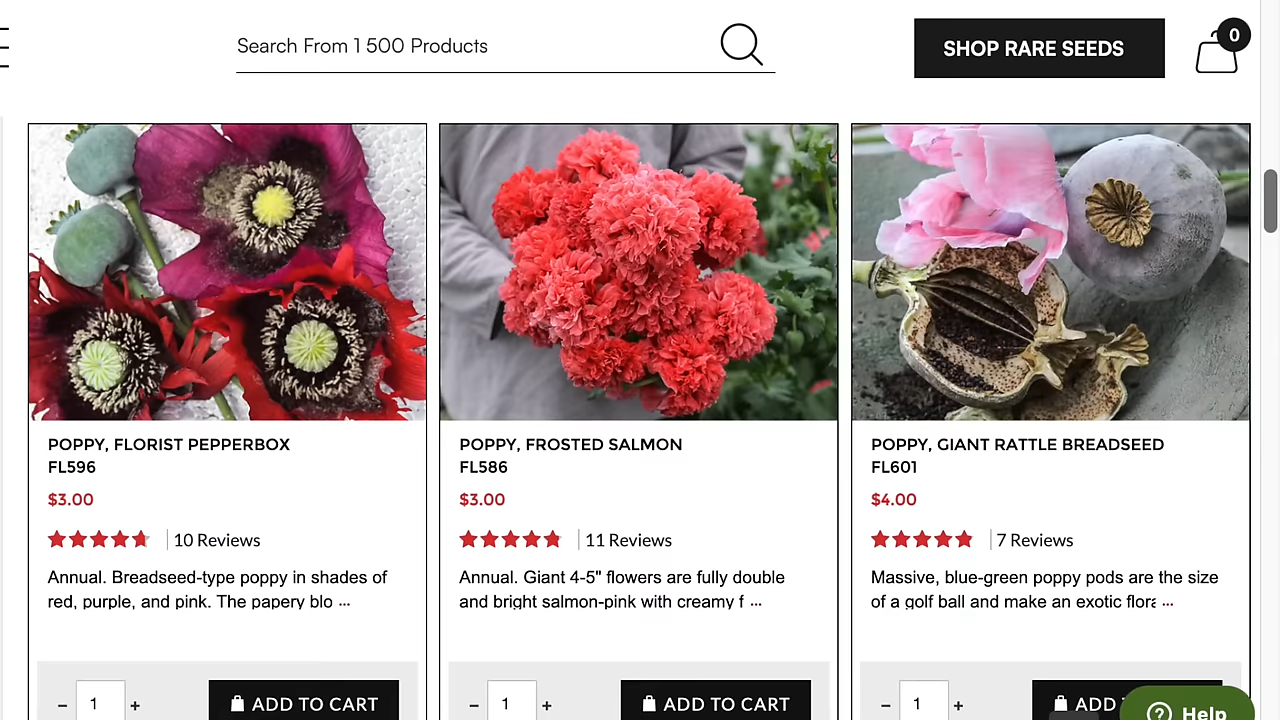 Search From 1 500 Products
SHOP RARE SEEDS
0
POPPY, FLORIST PEPPERBOX
FL596
$3.00
10 Reviews
Annual. Breadseed-type poppy in shades of
red, purple, and pink. The papery blo ...
1
ADD TO CART
POPPY, FROSTED SALMON
FL586
$3.00
11 Reviews
Annual. Giant 4-5" flowers are fully double
and bright salmon-pink with creamy f ...
1
ADD TO CART
POPPY, GIANT RATTLE BREADSEED
FL601
$4.00
7 Reviews
Massive, blue-green poppy pods are the size
of a golf ball and make an exotic flora ...
1
ADD
Help